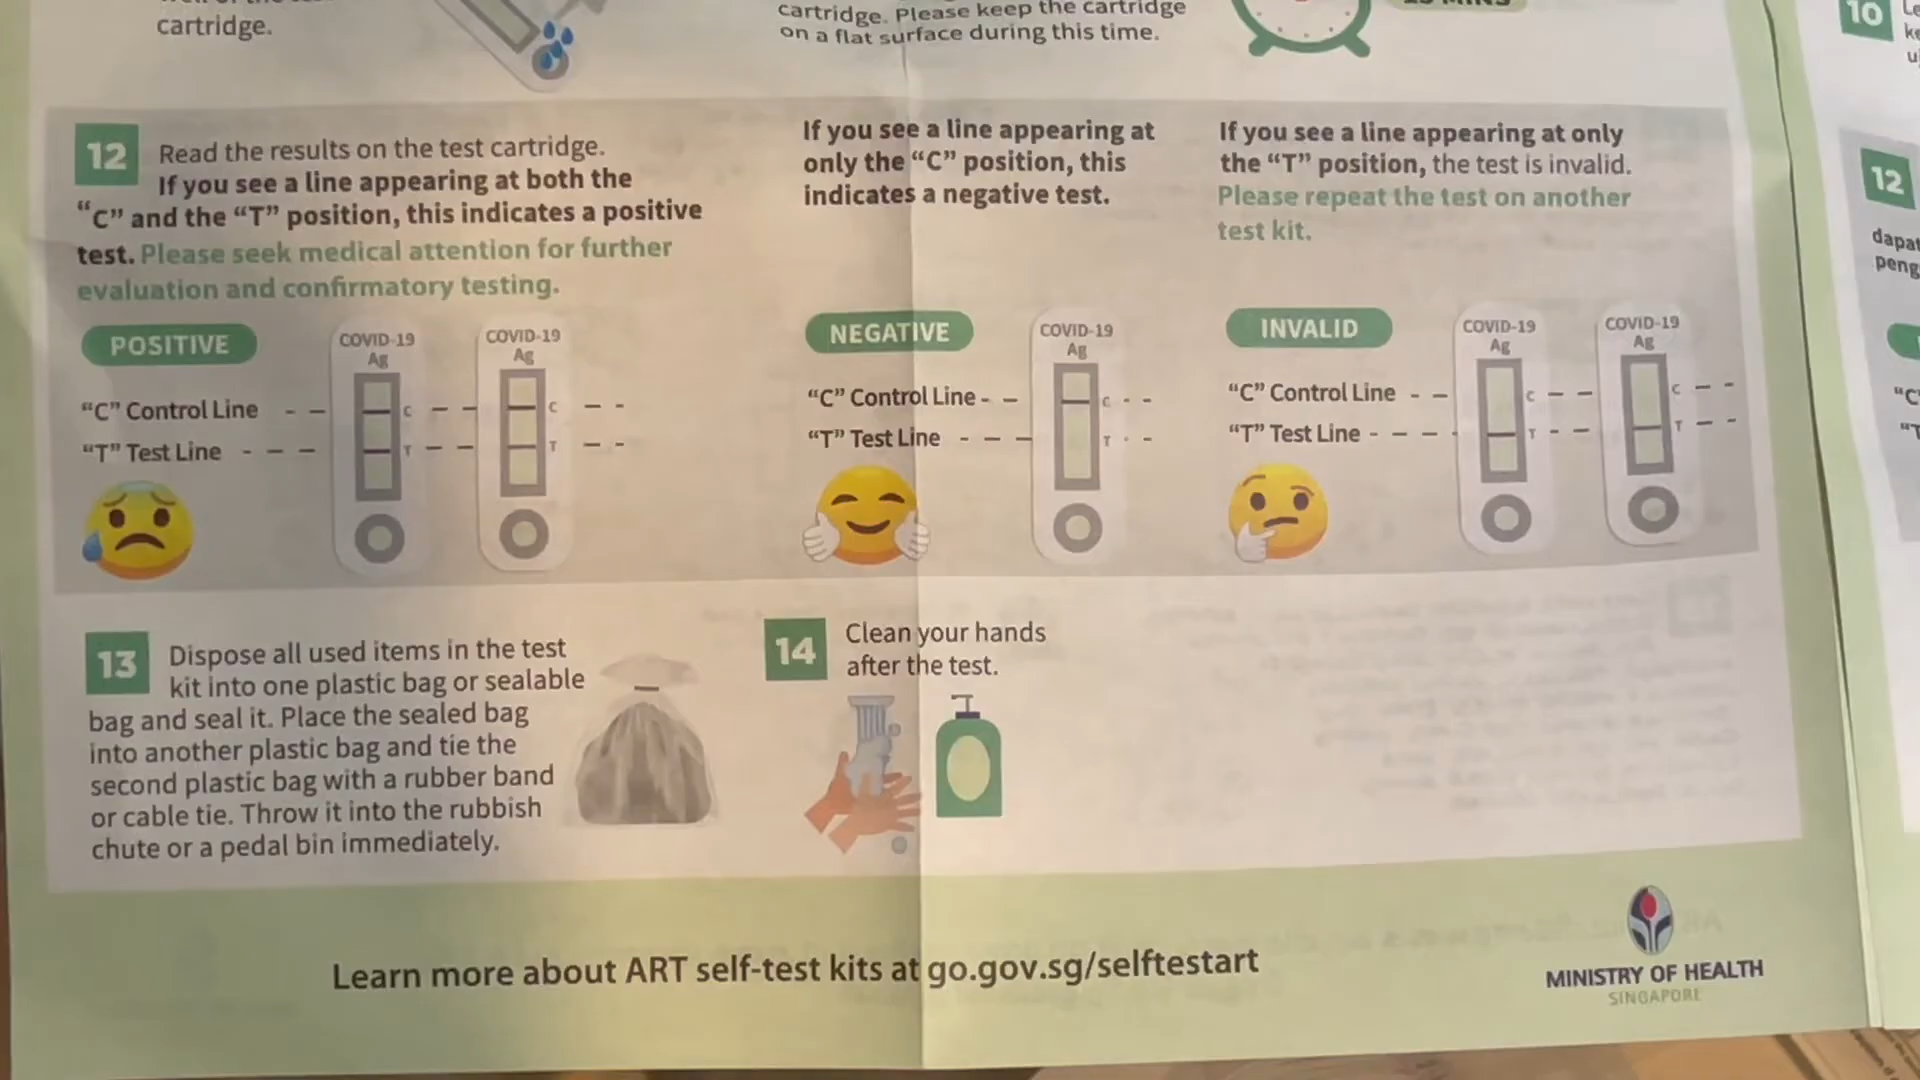 cartridge.
cartridge. Please keep the cartridge
on a flat surface during this time.
12
Read the results on the test cartridge.
If you see a line appearing at both the
“C” and the “T” position, this indicates a positive
test. Please seek medical attention for further
evaluation and confirmatory testing.
If you see a line appearing at
only the “C” position, this
indicates a negative test.
If you see a line appearing at only
the “T” position, the test is invalid.
Please repeat the test on another
test kit.
POSITIVE
COVID-19
Ag
COVID-19
Ag
“C” Control Line
C
C
“T” Test Line
T
T
NEGATIVE
COVID-19
Ag
“C” Control Line
C
“T” Test Line
T
INVALID
COVID-19
Ag
COVID-19
Ag
“C” Control Line
C
C
“T” Test Line
T
T
13
Dispose all used items in the test
kit into one plastic bag or sealable
bag and seal it. Place the sealed bag
into another plastic bag and tie the
second plastic bag with a rubber band
or cable tie. Throw it into the rubbish
chute or a pedal bin immediately.
14
Clean your hands
after the test.
Learn more about ART self-test kits at go.gov.sg/selftestart
MINISTRY OF HEALTH
SINGAPORE
10
12
“C”